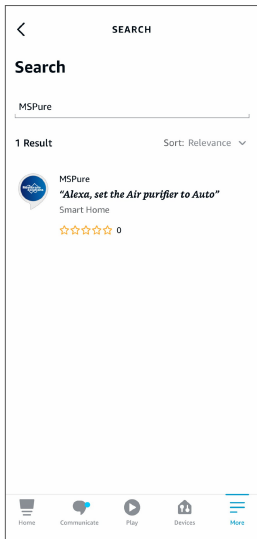 SEARCH
Search
MSPure
1 Result
Sort: Relevance
MSPure
“Alexa, set the Air purifier to Auto”
Smart Home
0
Home
Communicate
Play
Devices
More